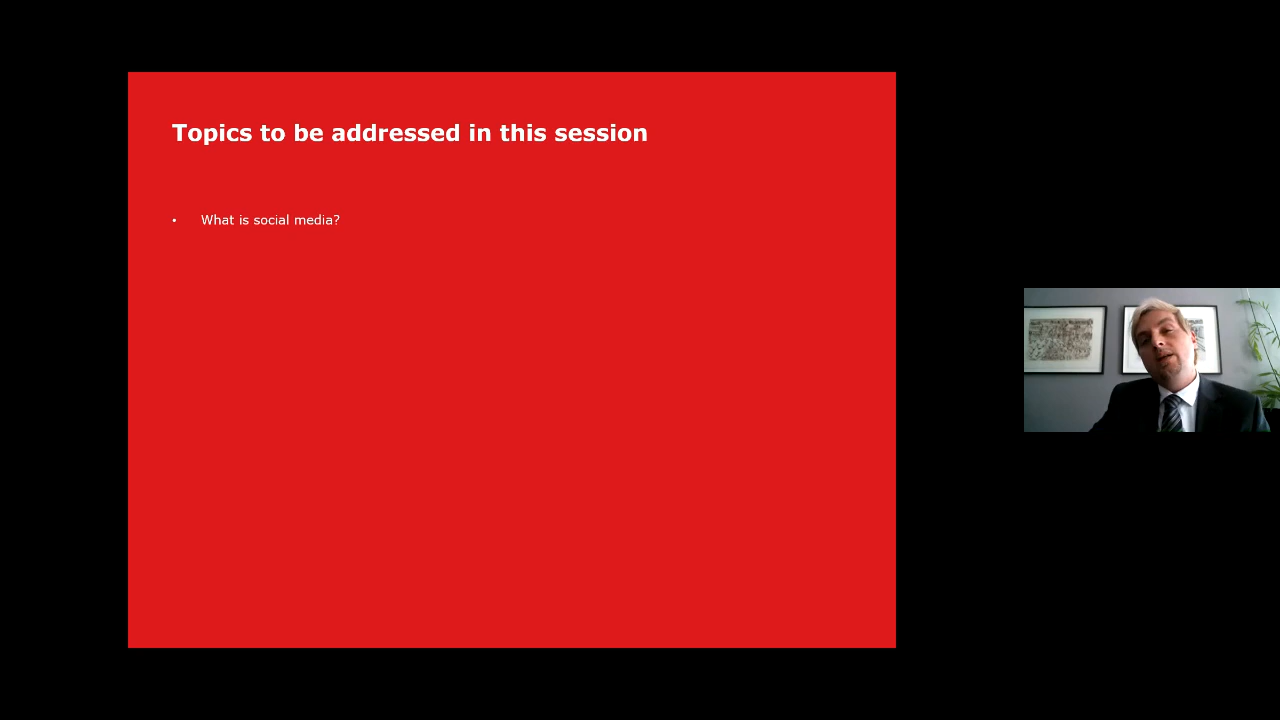 Topics to be addressed in this session
• What is social media?